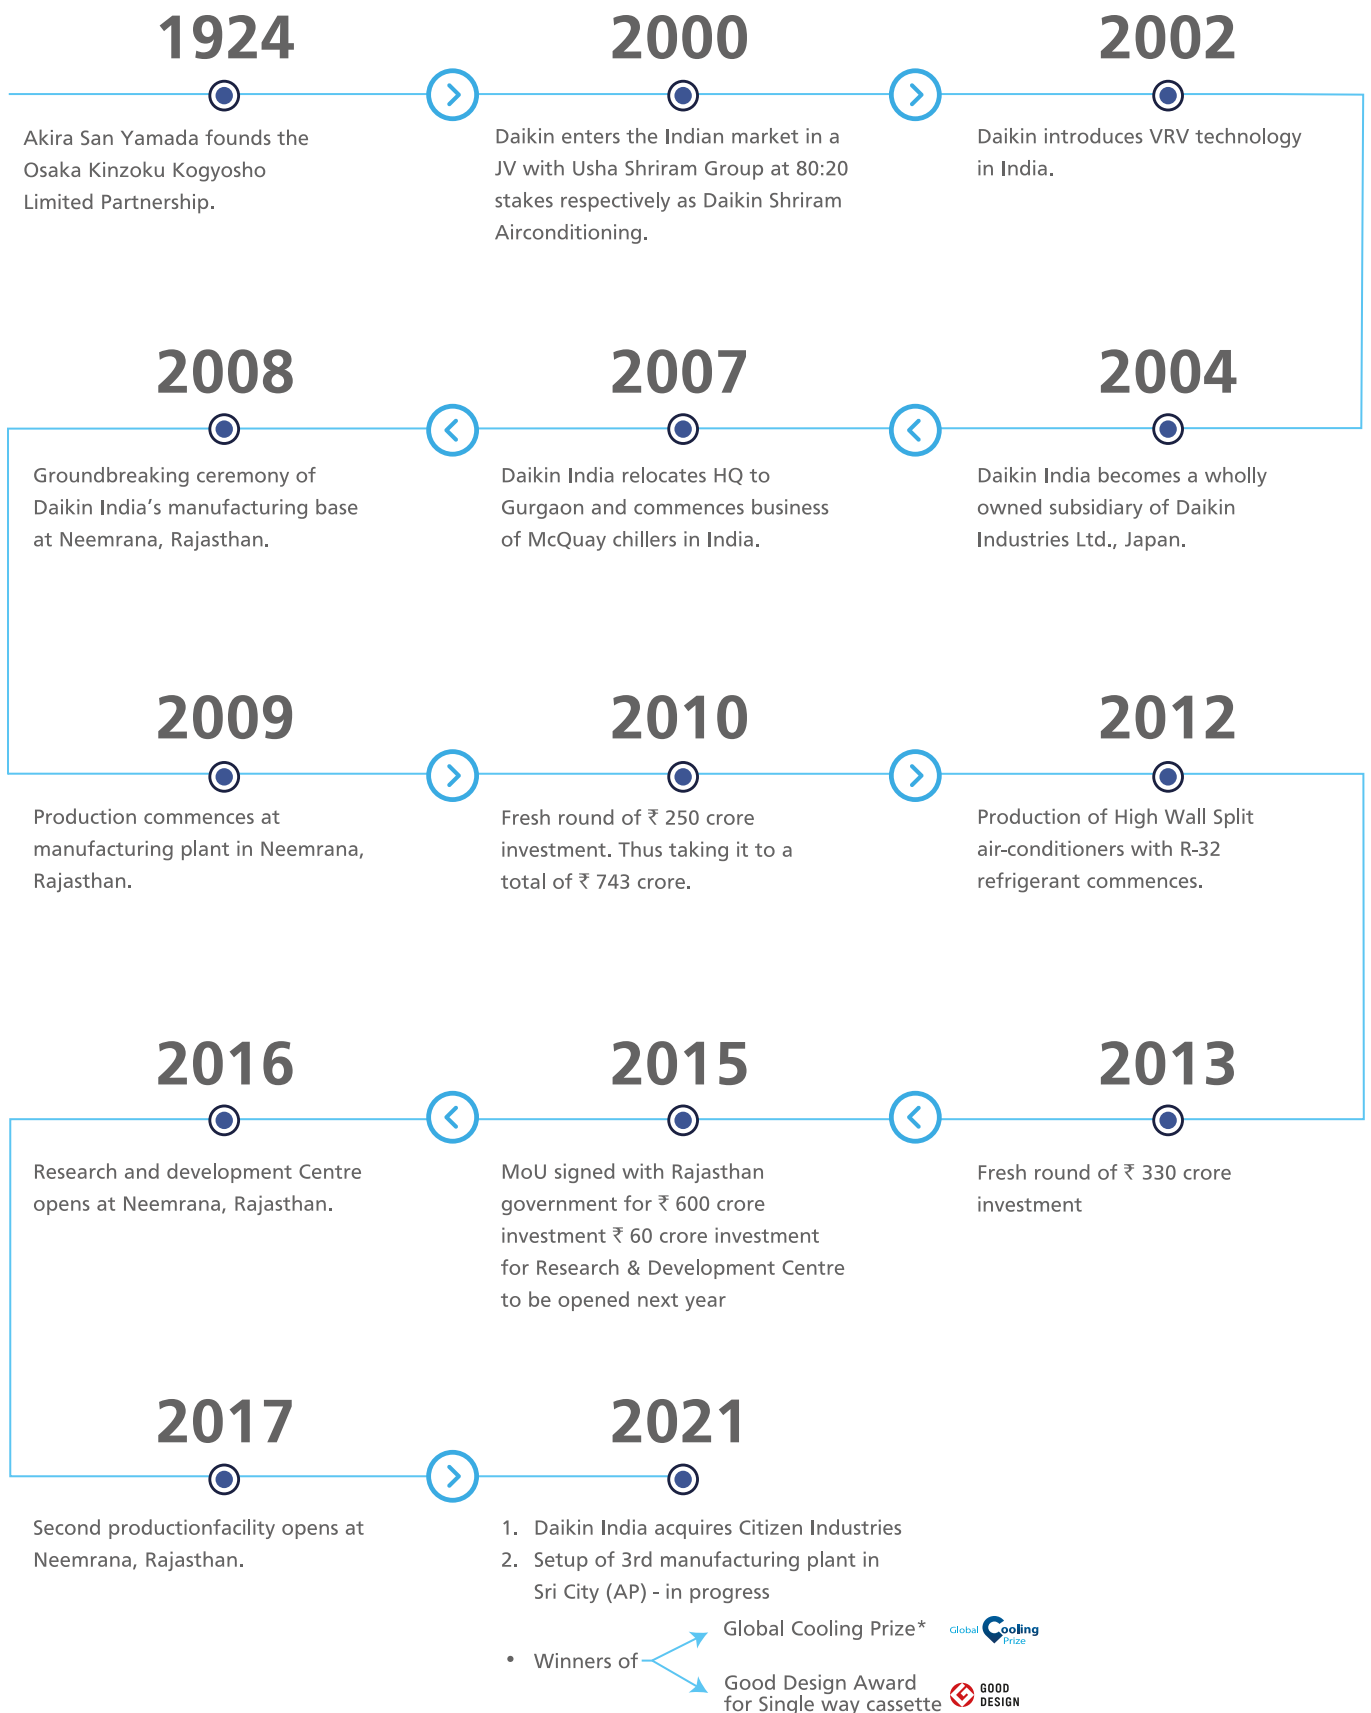 1924
Akira San Yamada founds the
Osaka Kinzoku Kogyosho
Limited Partnership.
2000
Daikin enters the Indian market in a
JV with Usha Shriram Group at 80:20
stakes respectively as Daikin Shriram
Airconditioning.
2002
Daikin introduces VRV technology
in India.
2004
Daikin India becomes a wholly
owned subsidiary of Daikin
Industries Ltd., Japan.
2007
Daikin India relocates HQ to
Gurgaon and commences business
of McQuay chillers in India.
2008
Groundbreaking ceremony of
Daikin India’s manufacturing base
at Neemrana, Rajasthan.
2009
Production commences at
manufacturing plant in Neemrana,
Rajasthan.
2010
Fresh round of ₹ 250 crore
investment. Thus taking it to a
total of ₹ 743 crore.
2012
Production of High Wall Split
air-conditioners with R-32
refrigerant commences.
2013
Fresh round of ₹ 330 crore
investment
2015
MoU signed with Rajasthan
government for ₹ 600 crore
investment ₹ 60 crore investment
for Research & Development Centre
to be opened next year
2016
Research and development Centre
opens at Neemrana, Rajasthan.
2017
Second productionfacility opens at
Neemrana, Rajasthan.
2021
1. Daikin India acquires Citizen Industries
2. Setup of 3rd manufacturing plant in
Sri City (AP) - in progress
• Winners of
Global Cooling Prize*
Global Cooling
Prize
Good Design Award
for Single way cassette
GOOD
DESIGN